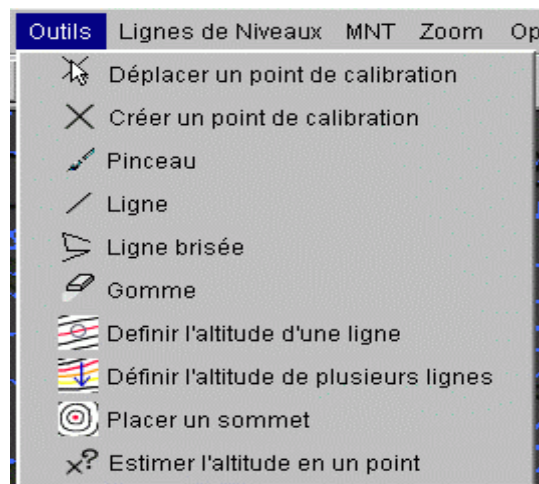 Outils Lignes de Niveaux MNT Zoom Op
Déplacer un point de calibration
Créer un point de calibration
Pinceau
Ligne
Ligne brisée
Gomme
Definir l'altitude d'une ligne
Définir l'altitude de plusieurs lignes
Placer un sommet
Estimer l'altitude en un point